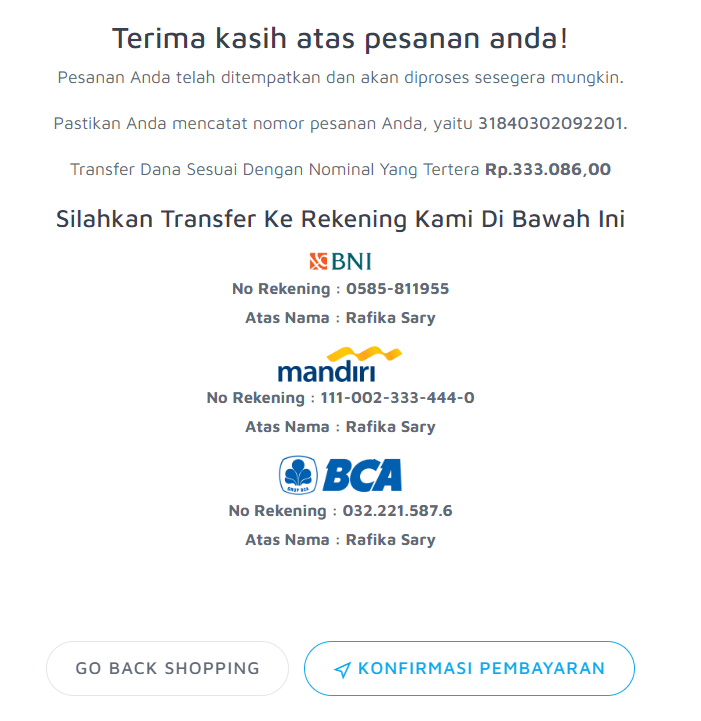 Terima kasih atas pesanan anda!
Pesanan Anda telah ditempatkan dan akan diproses sesegera mungkin.
Pastikan Anda mencatat nomor pesanan Anda, yaitu 31840302092201.
Transfer Dana Sesuai Dengan Nominal Yang Tertera Rp.333.086,00
Silahkan Transfer Ke Rekening Kami Di Bawah Ini
BNI
No Rekening : 0585-811955
Atas Nama : Rafika Sary
mandiri
No Rekening : 111-002-333-444-0
Atas Nama : Rafika Sary
BCA
No Rekening : 032.221.587.6
Atas Nama : Rafika Sary
GO BACK SHOPPING
KONFIRMASI PEMBAYARAN